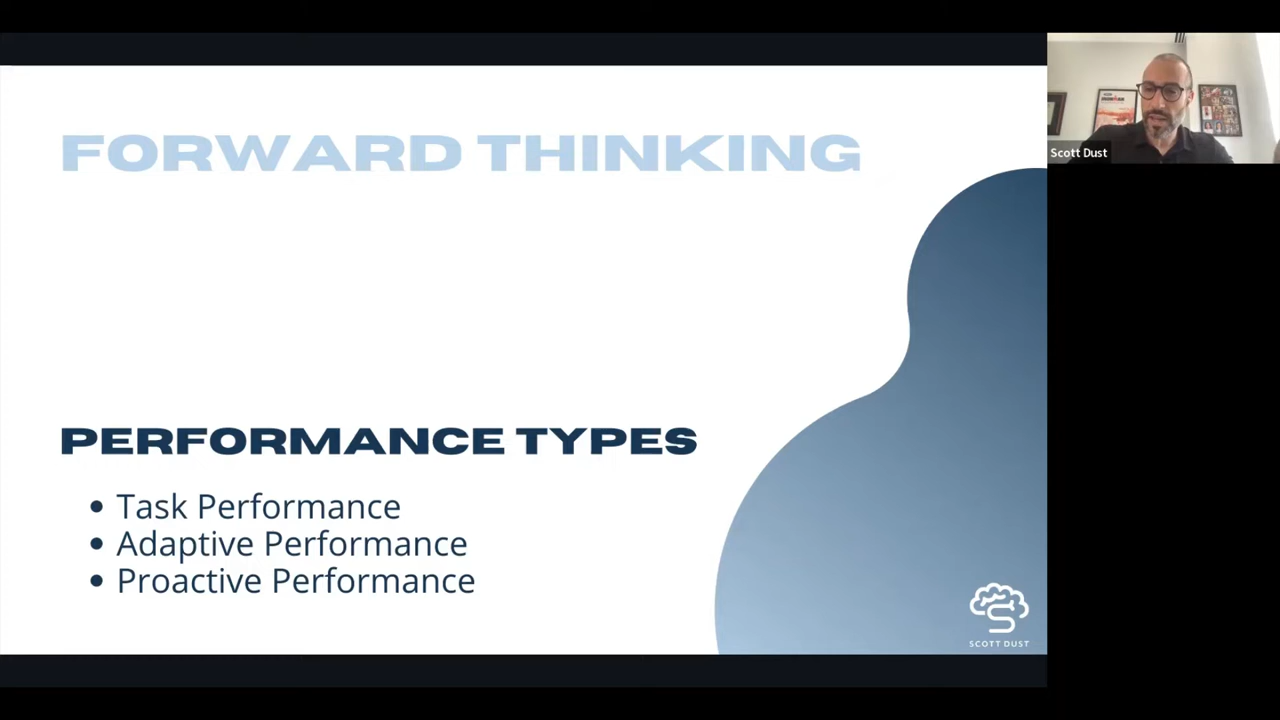 FORWARD THINKING
Scott Dust
PERFORMANCE TYPES
• Task Performance
• Adaptive Performance
• Proactive Performance
SCOTT DUST